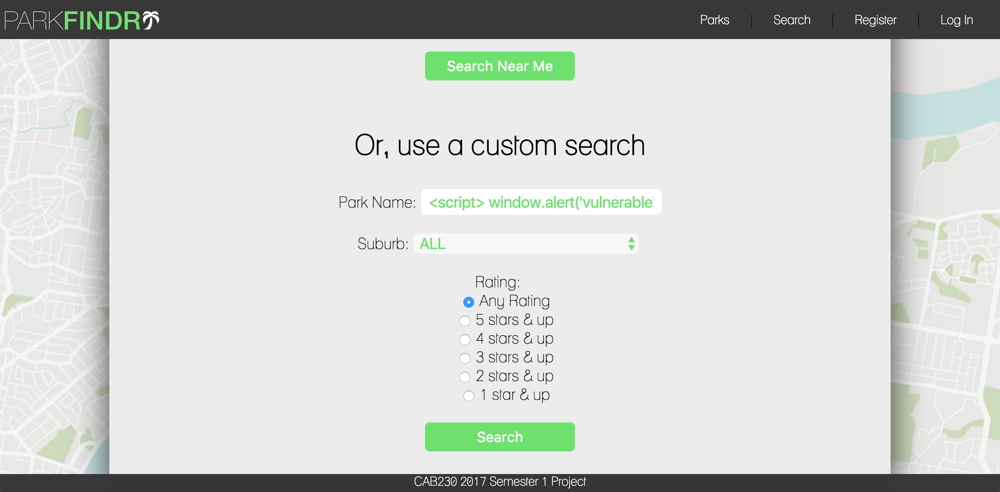 PARKFINDR
Parks | Search | Register | Log In
Search Near Me
Or, use a custom search
Park Name: <script> window.alert('vulnerable'
Suburb: ALL
Rating:
Any Rating
5 stars & up
4 stars & up
3 stars & up
2 stars & up
1 star & up
Search
CAB230 2017 Semester 1 Project